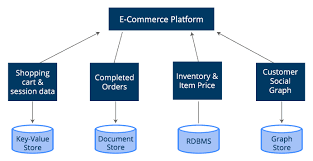 E-Commerce Platform
Shopping
cart &
session data
Completed
Orders
Inventory &
Item Price
Customer
Social
Graph
Key-Value
Store
Document
Store
RDBMS
Graph
Store